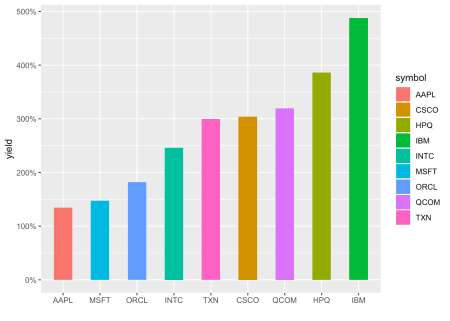 500%
400%
300%
200%
100%
0%
yield
AAPL MSFT ORCL INTC TXN CSCO QCOM HPQ IBM
symbol
AAPL
CSCO
HPQ
IBM
INTC
MSFT
ORCL
QCOM
TXN